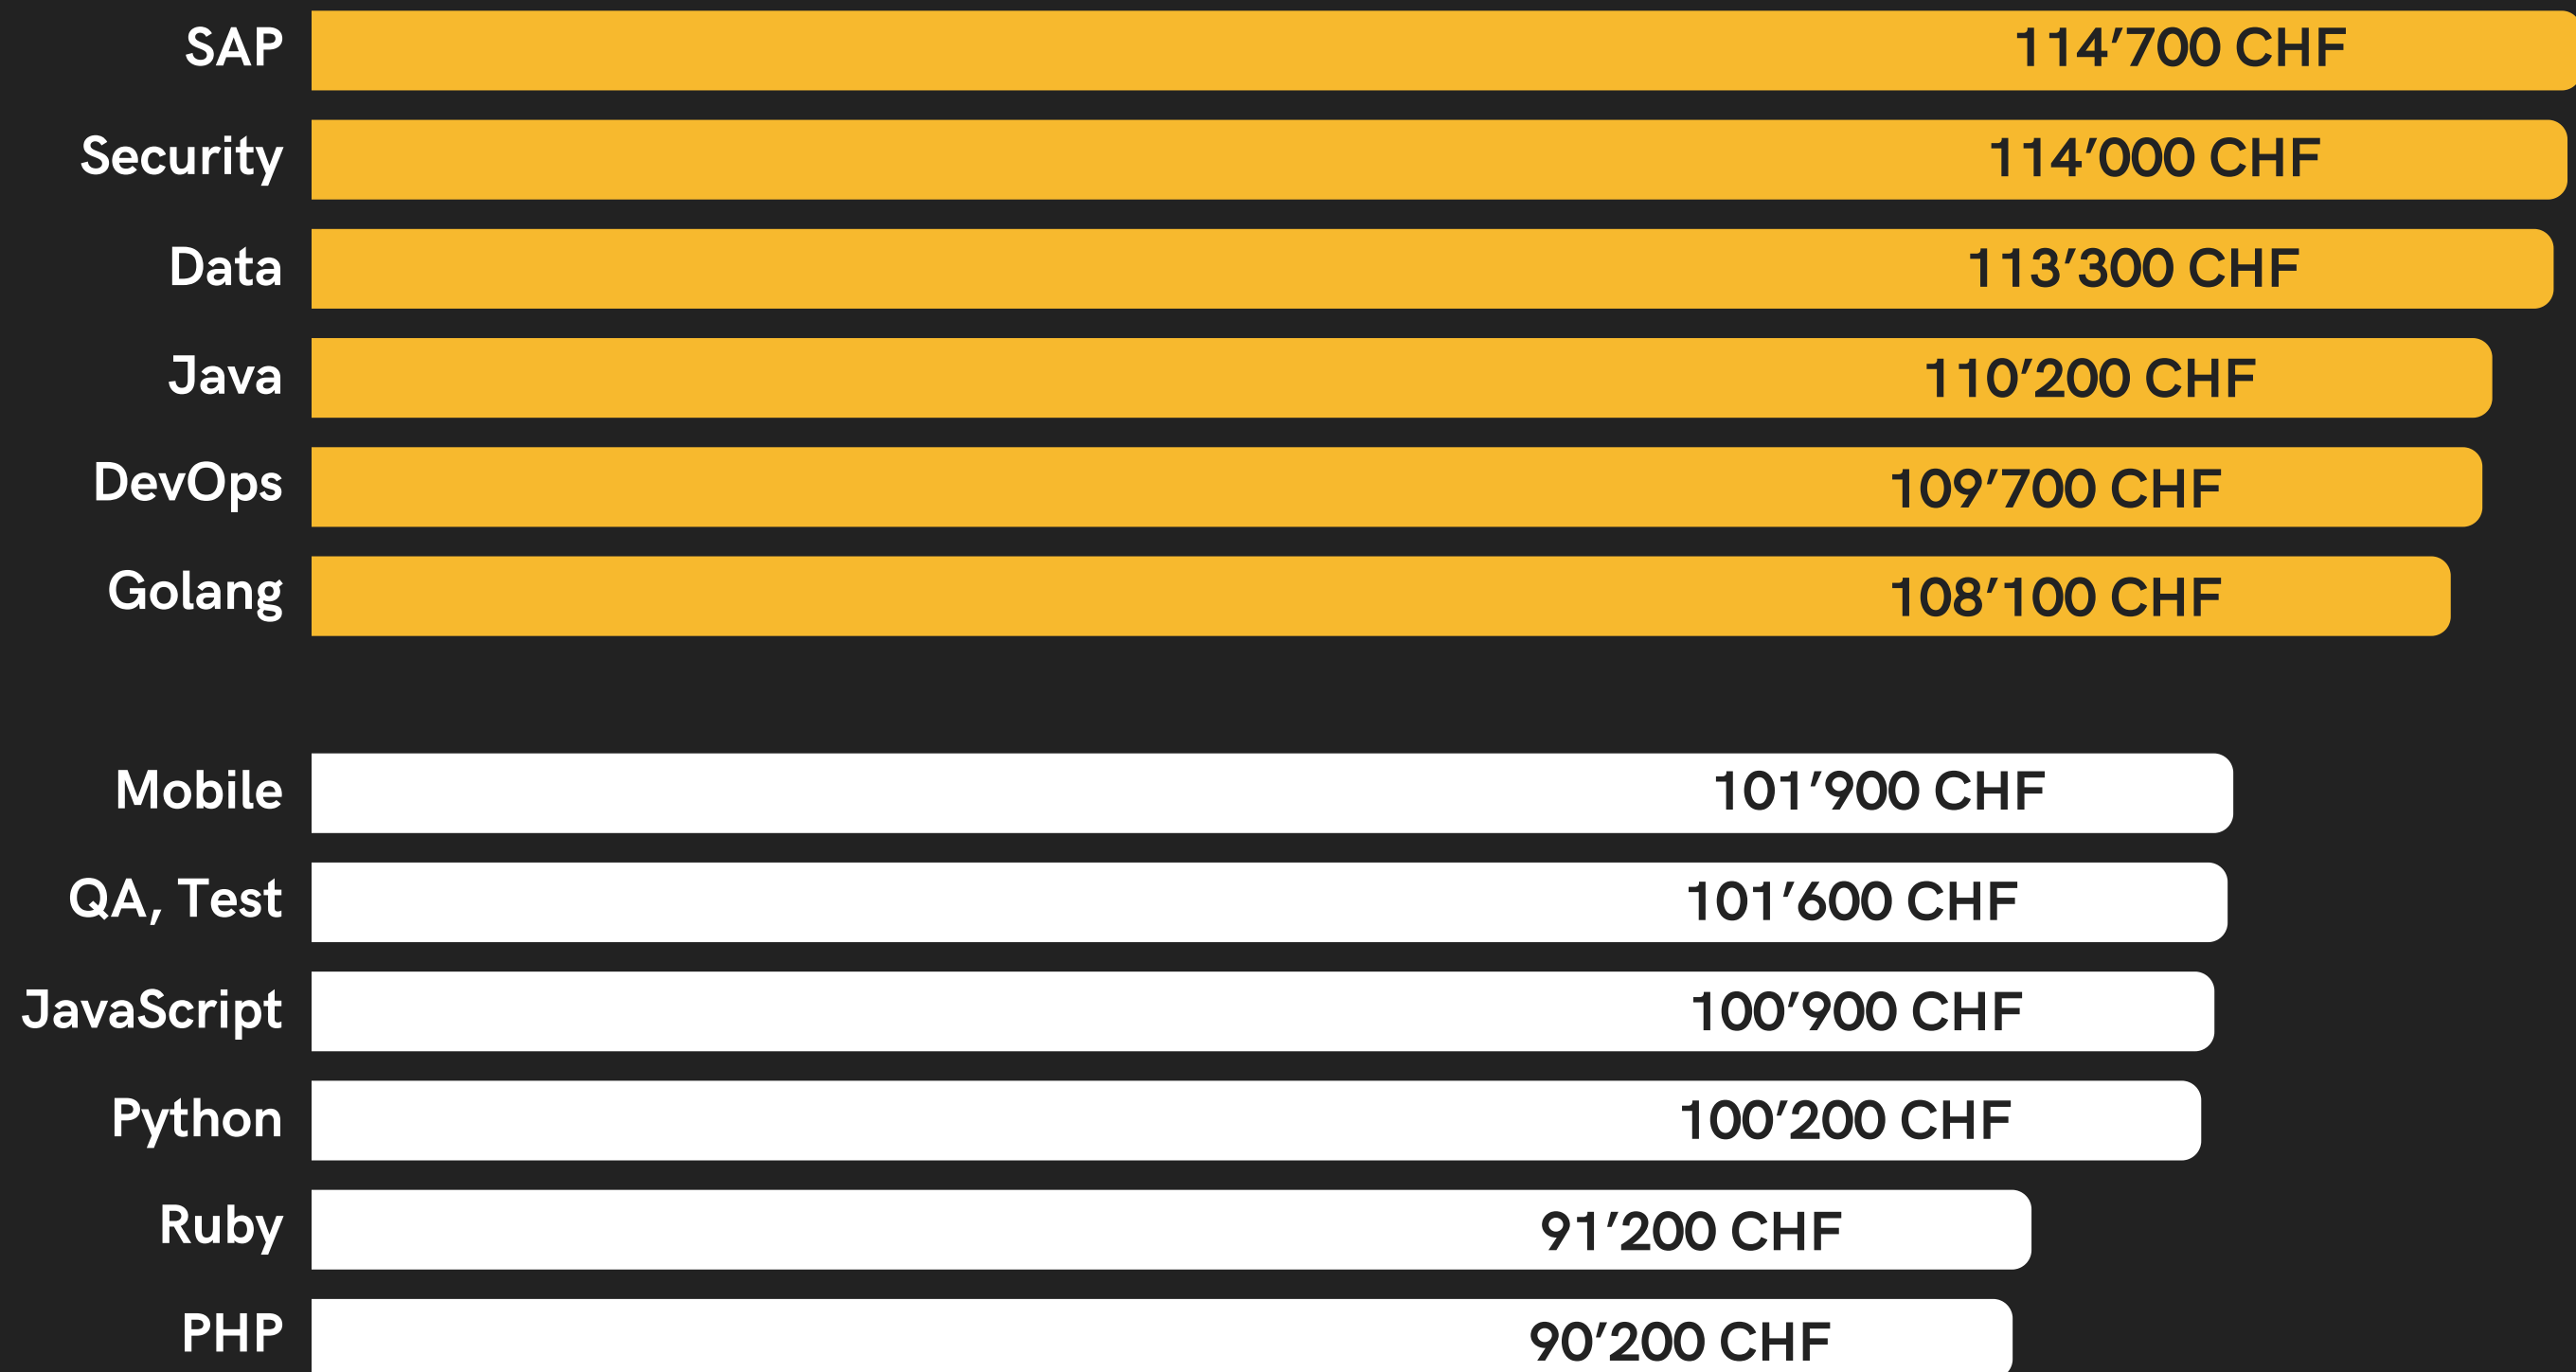 SAP 114′700 CHF
Security 114′000 CHF
Data 113′300 CHF
Java 110′200 CHF
DevOps 109′700 CHF
Golang 108′100 CHF
Mobile 101′900 CHF
QA, Test 101′600 CHF
JavaScript 100′900 CHF
Python 100′200 CHF
Ruby 91′200 CHF
PHP 90′200 CHF